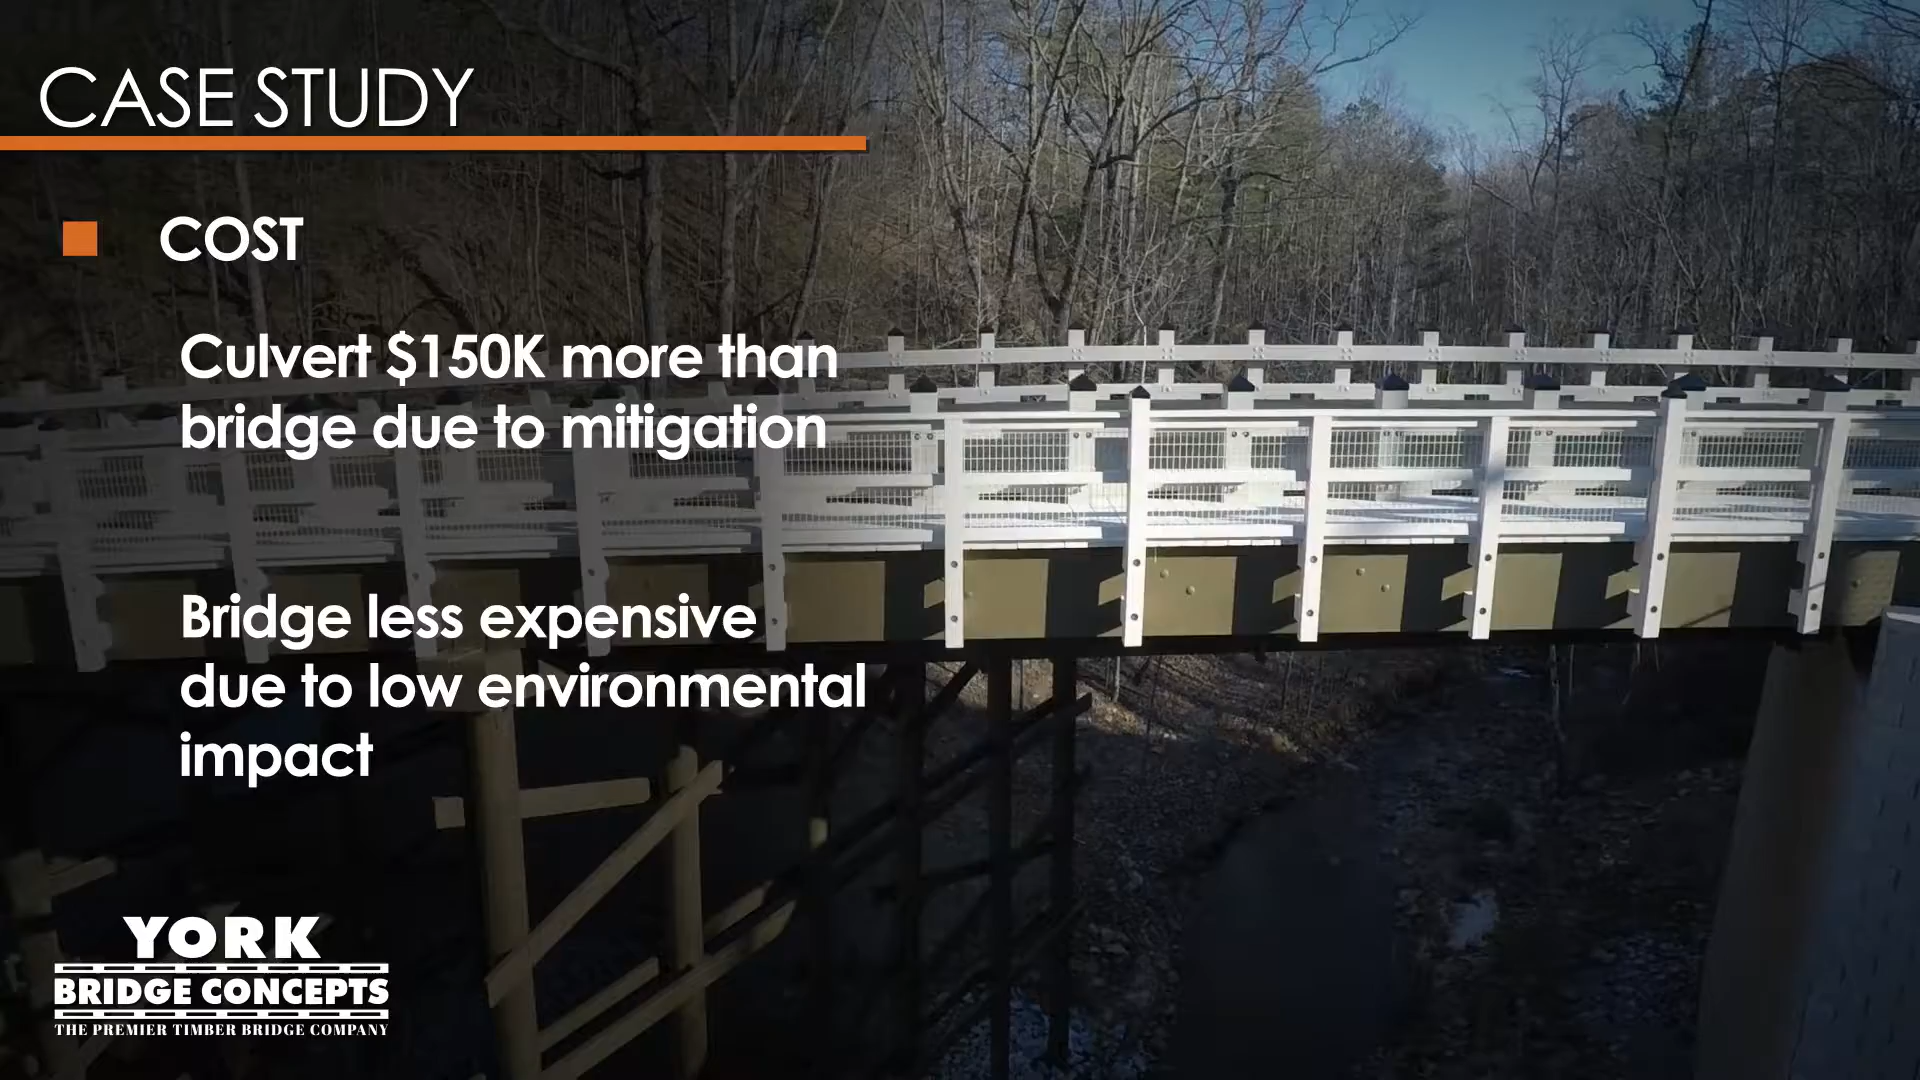 CASE STUDY
COST
Culvert $150K more than
bridge due to mitigation
Bridge less expensive
due to low environmental
impact
YORK
BRIDGE CONCEPTS
THE PREMIER TIMBER BRIDGE COMPANY